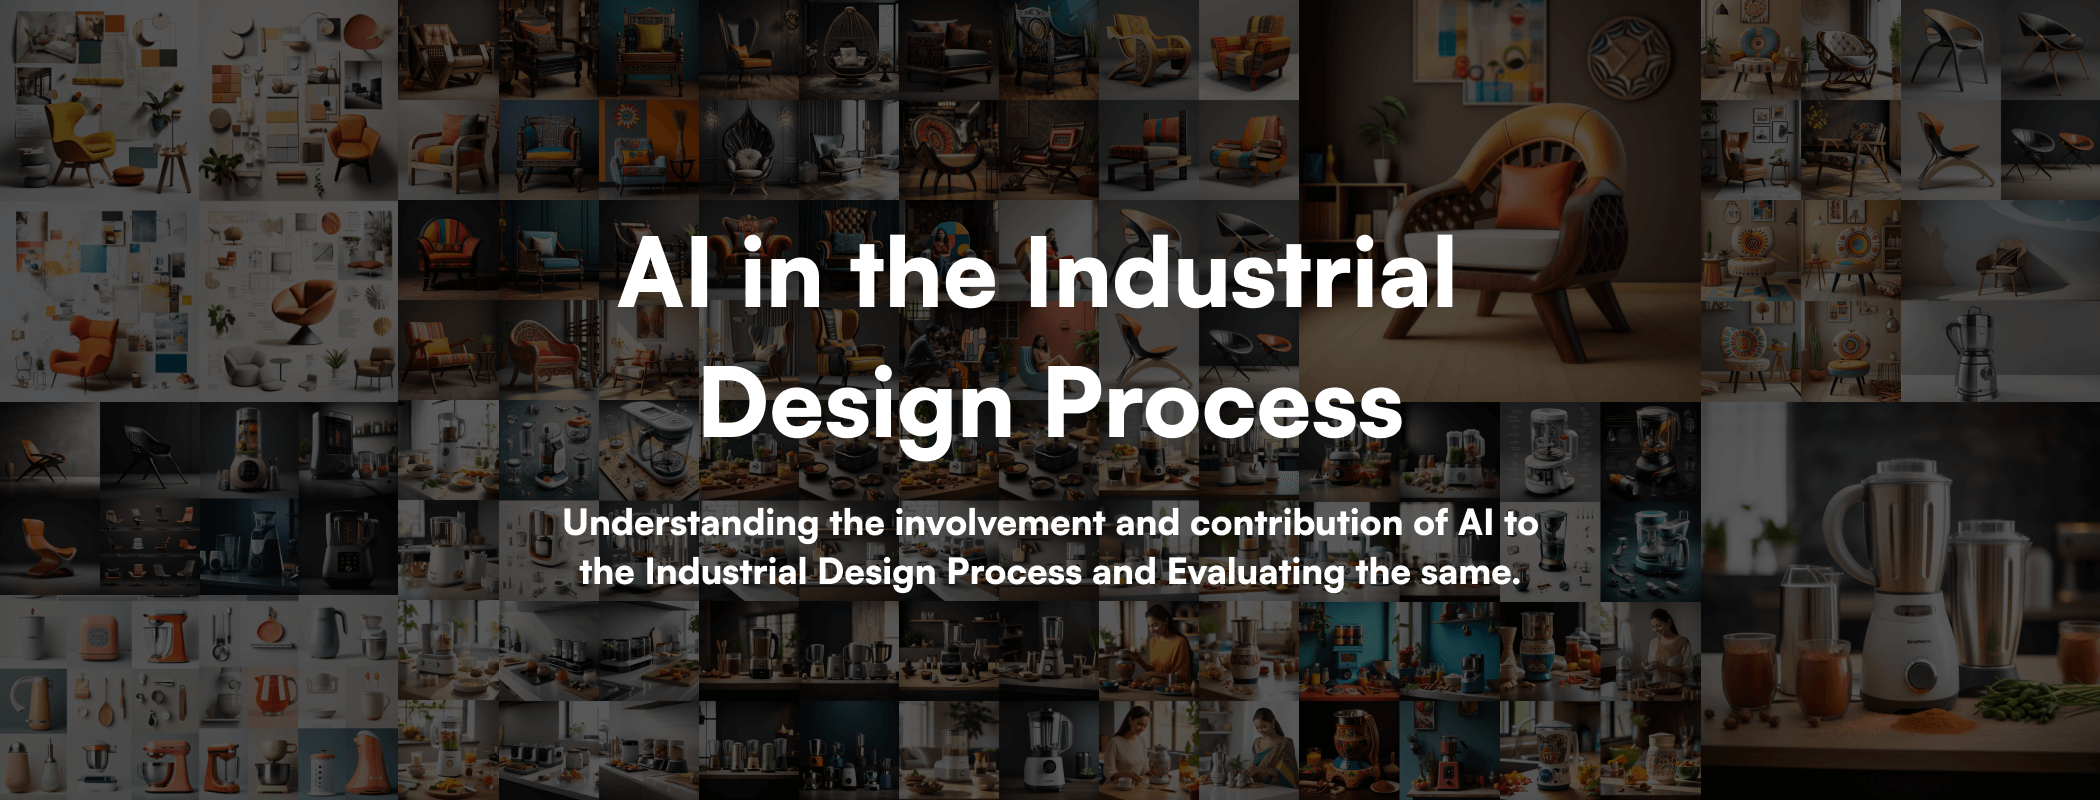 AI in the Industrial
Design Process
Understanding the involvement and contribution of AI to
the Industrial Design Process and Evaluating the same.